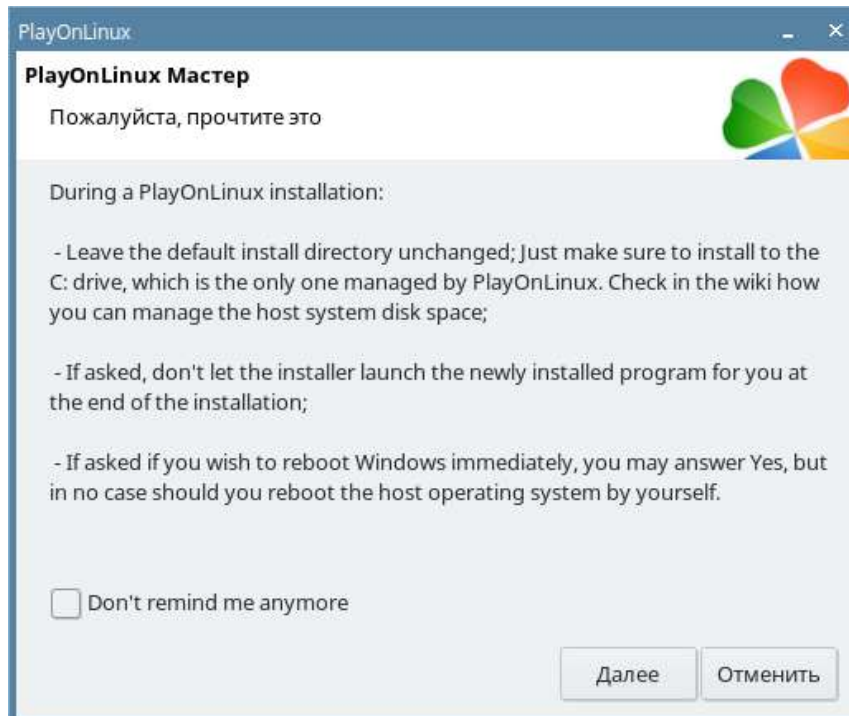 PlayOnLinux
PlayOnLinux Мастер
Пожалуйста, прочтите это
During a PlayOnLinux installation:
- Leave the default install directory unchanged; Just make sure to install to the
C: drive, which is the only one managed by PlayOnLinux. Check in the wiki how
you can manage the host system disk space;
- If asked, don't let the installer launch the newly installed program for you at
the end of the installation;
- If asked if you wish to reboot Windows immediately, you may answer Yes, but
in no case should you reboot the host operating system by yourself.
Don't remind me anymore
Далее
Отменить